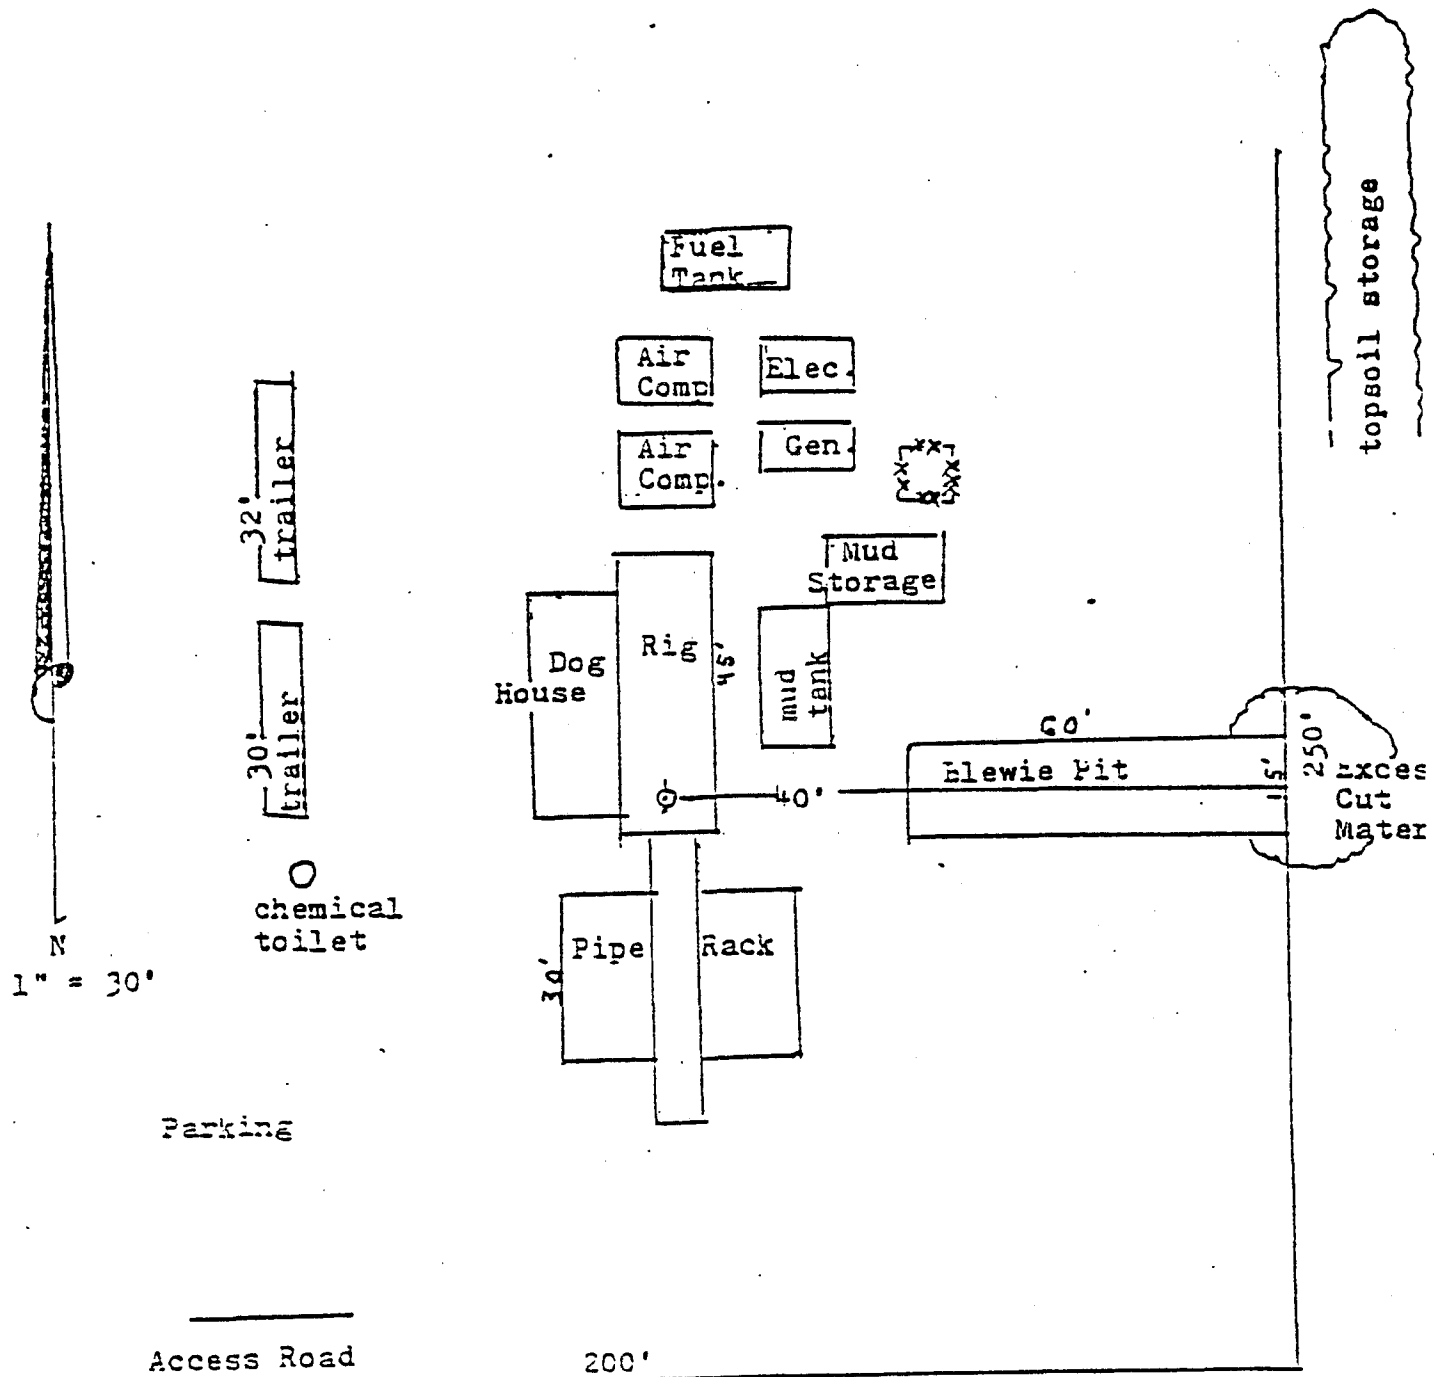 topsoil storage
Fuel
Tank
Air
Comp
Elec.
Air
Comp.
Gen.
32'
trailer
Mud
Storage
Dog
House
Rig
45'
mud
tank
30'
trailer
60'
Blewie Pit
15'
250'
Exces
Cut
Mater
40'
chemical
toilet
N
1" = 30'
Pipe Rack
30'
Parking
Access Road
200'